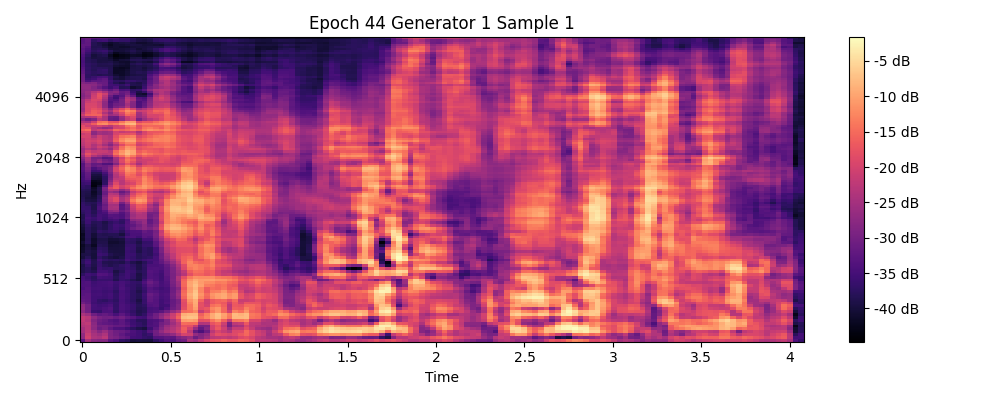 Epoch 44 Generator 1 Sample 1
Hz
4096
2048
1024
512
0
0 0.5 1 1.5 2 2.5 3 3.5 4
Time
-5 dB
-10 dB
-15 dB
-20 dB
-25 dB
-30 dB
-35 dB
-40 dB